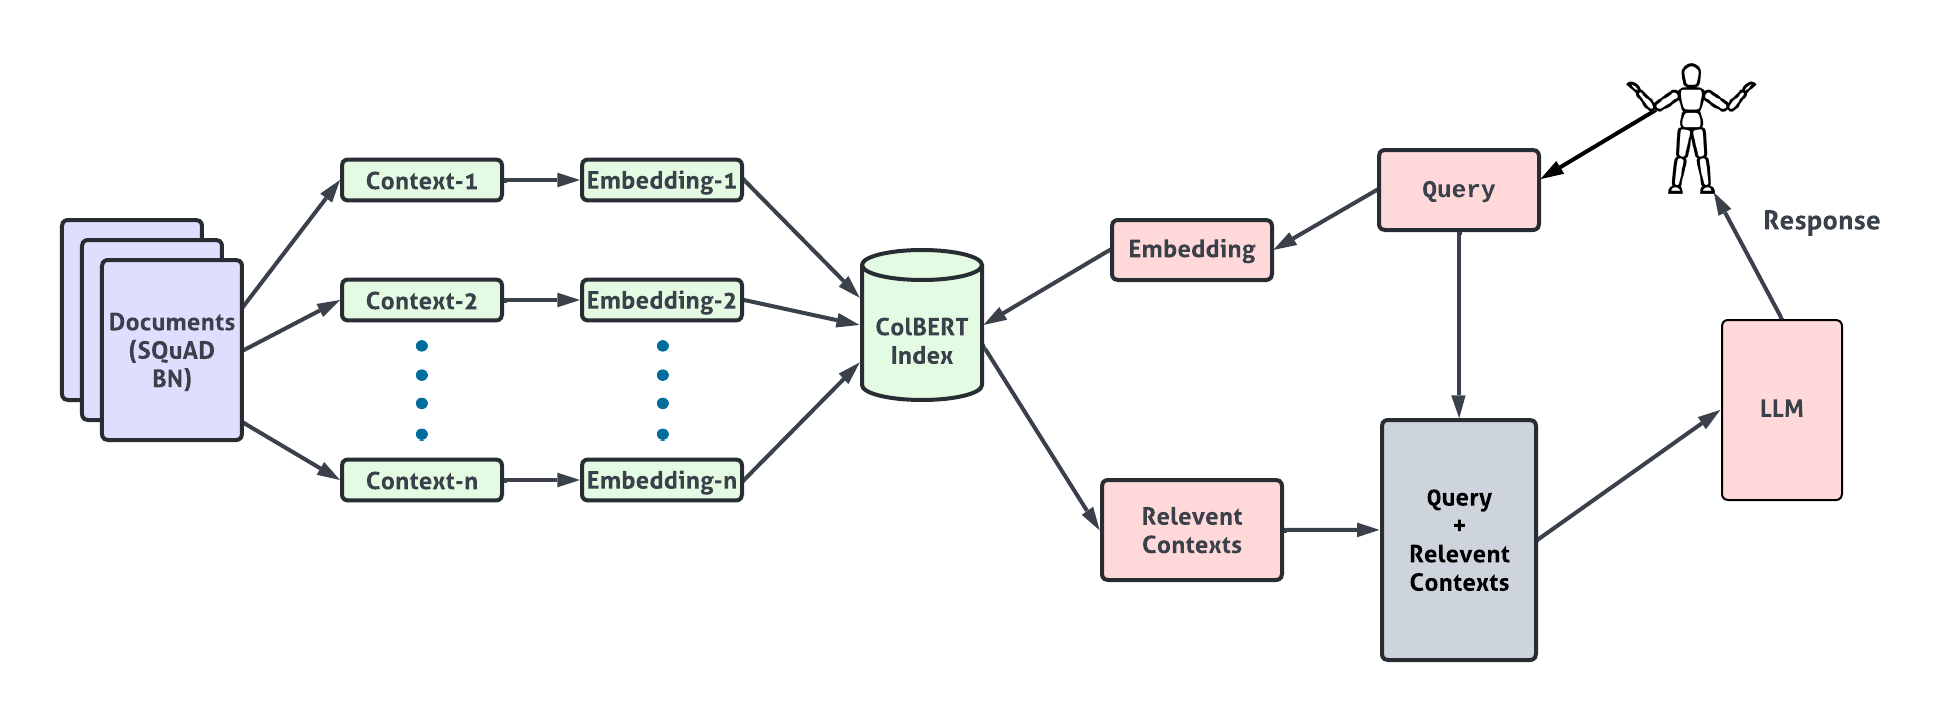 Documents
(SQuAD
BN)
Context-1
Embedding-1
Context-2
Embedding-2
Context-n
Embedding-n
ColBERT
Index
Embedding
Query
Response
LLM
Relevent
Contexts
Query
+
Relevent
Contexts